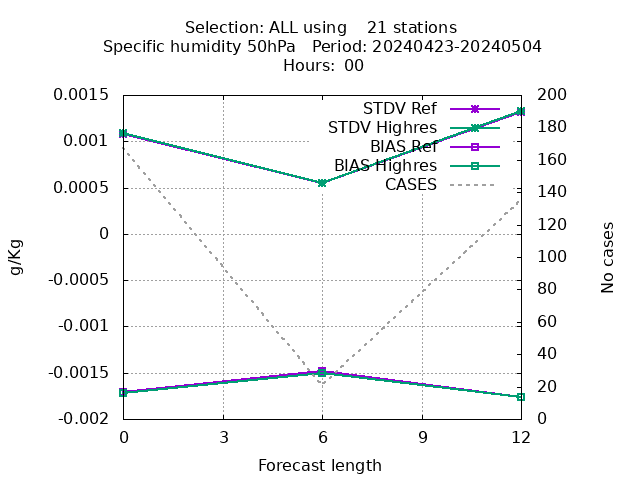 Selection: ALL using    21 stations
Specific humidity 50hPa   Period: 20240423-20240504
Hours:  00
STDV Ref
STDV Highres
BIAS Ref
BIAS Highres
CASES
0.0015
0.001
0.0005
0
-0.0005
-0.001
-0.0015
-0.002
g/Kg
200
180
160
140
120
100
80
60
40
20
0
No cases
0 3 6 9 12
Forecast length